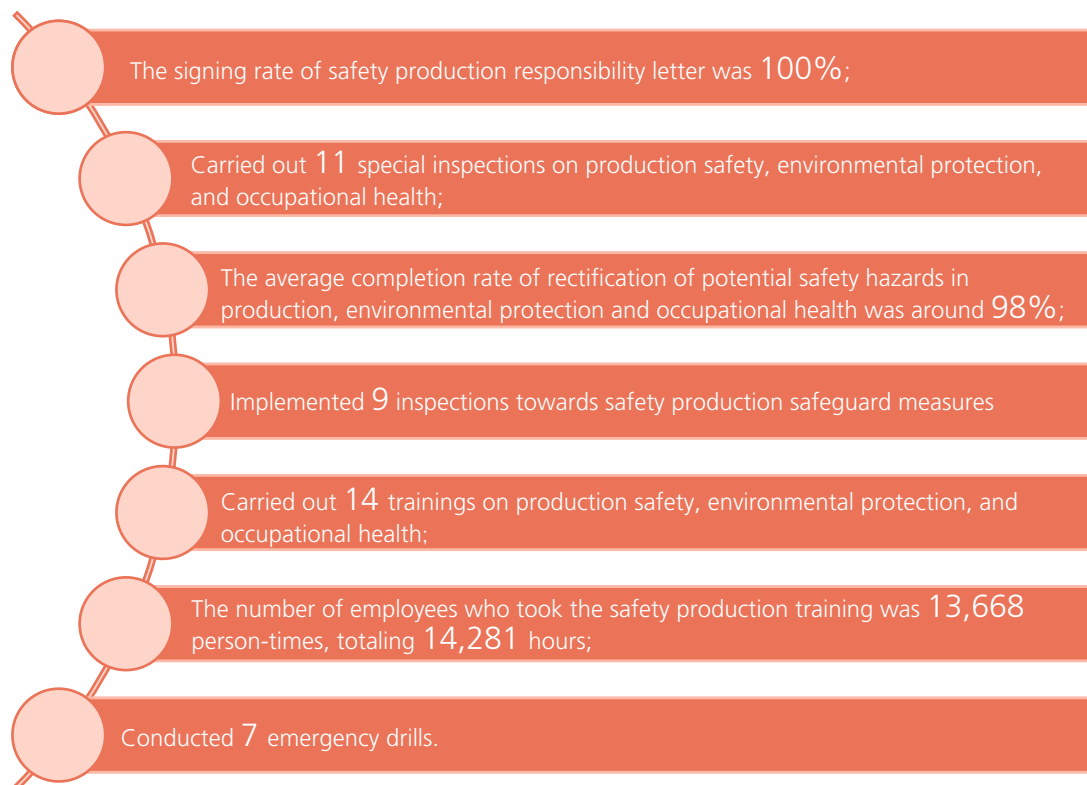 The signing rate of safety production responsibility letter was 100%;
Carried out 11 special inspections on production safety, environmental protection,
and occupational health;
The average completion rate of rectification of potential safety hazards in
production, environmental protection and occupational health was around 98%;
Implemented 9 inspections towards safety production safeguard measures
Carried out 14 trainings on production safety, environmental protection, and
occupational health;
The number of employees who took the safety production training was 13,668
person-times, totaling 14,281 hours;
Conducted 7 emergency drills.